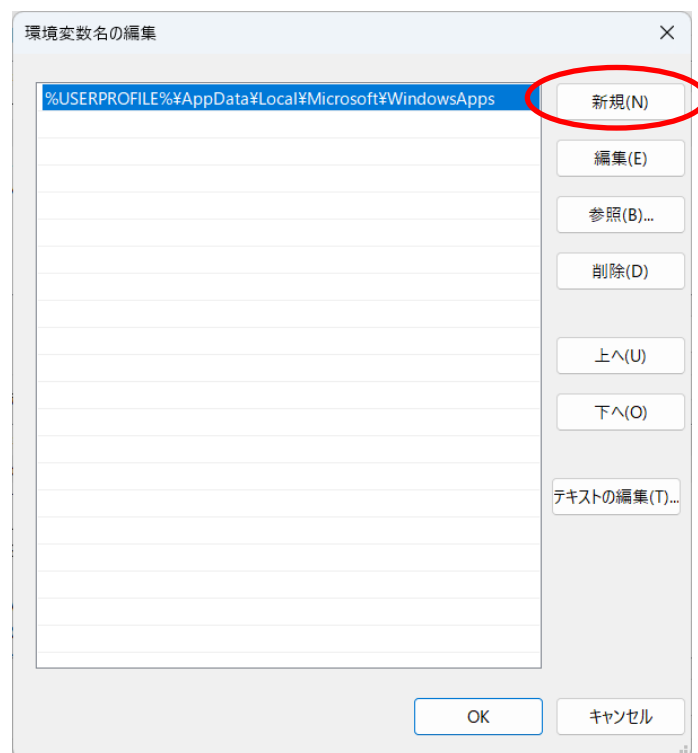 環境変数名の編集
%USERPROFILE%¥AppData¥Local¥Microsoft¥WindowsApps
新規(N)
編集(E)
参照(B)...
削除(D)
上へ(U)
下へ(O)
テキストの編集(T)...
OK
キャンセル